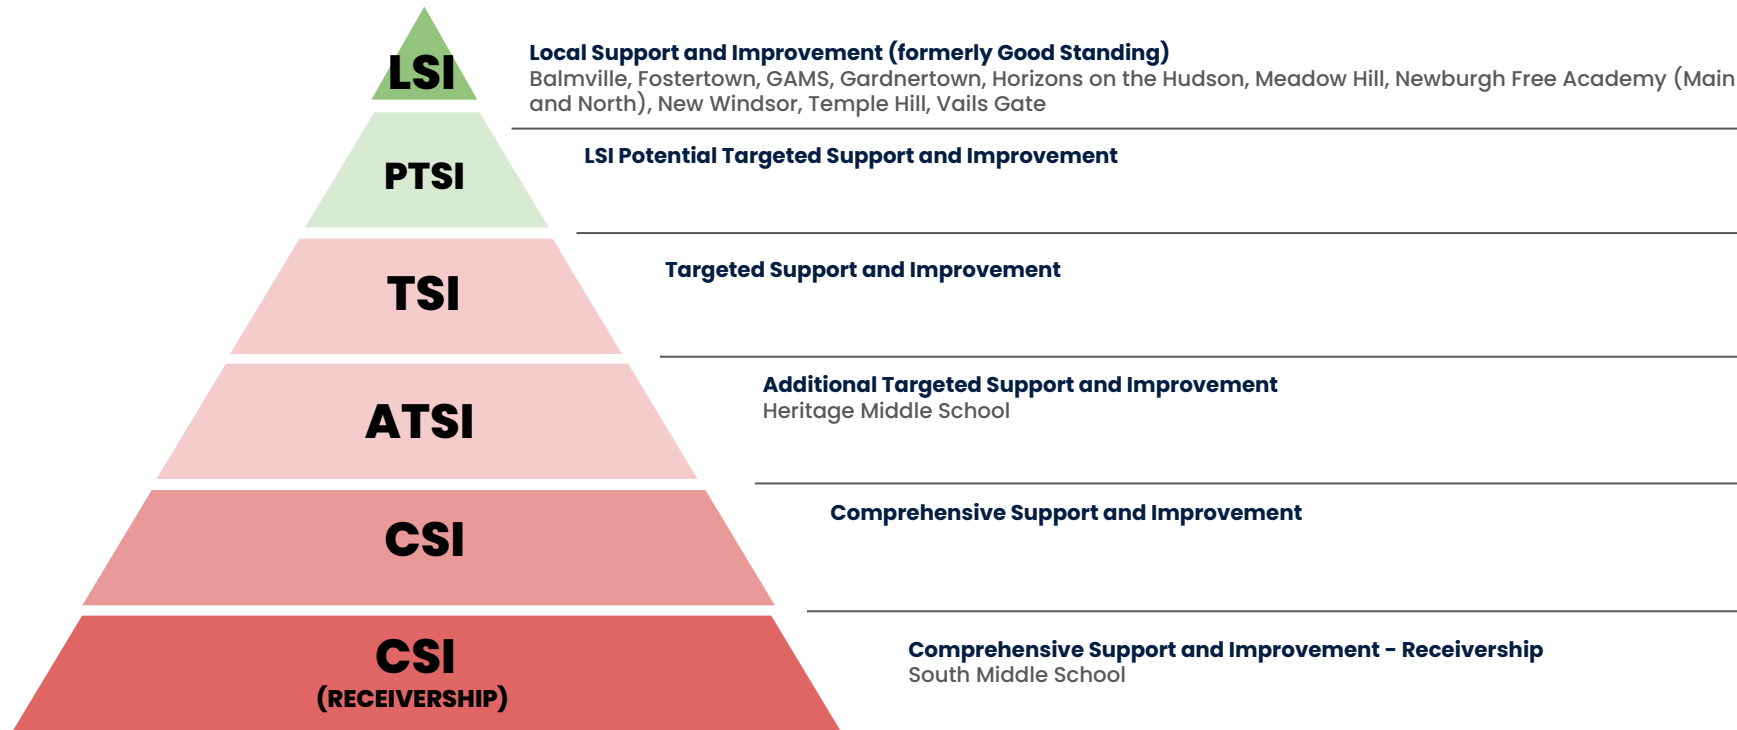 LSI
Local Support and Improvement (formerly Good Standing)
Balmville, Fostertown, GAMS, Gardnertown, Horizons on the Hudson, Meadow Hill, Newburgh Free Academy (Main
and North), New Windsor, Temple Hill, Vails Gate
PTSI
LSI Potential Targeted Support and Improvement
TSI
Targeted Support and Improvement
ATSI
Additional Targeted Support and Improvement
Heritage Middle School
CSI
Comprehensive Support and Improvement
CSI
(RECEIVERSHIP)
Comprehensive Support and Improvement - Receivership
South Middle School